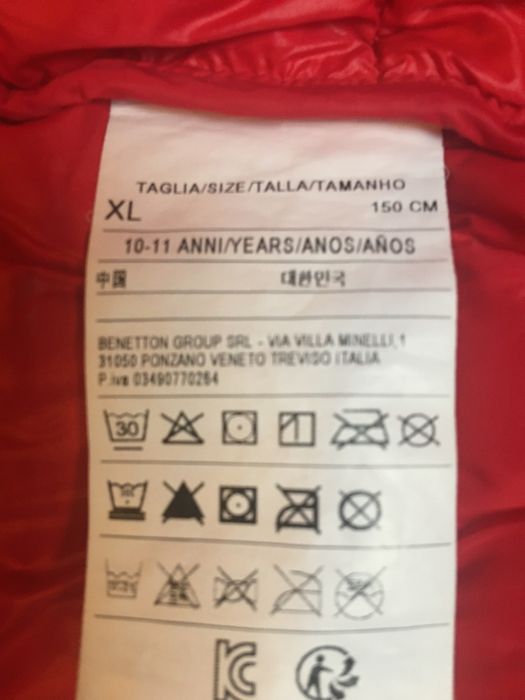 TAGLIA/SIZE/TALLA/TAMANHO
XL 150 CM
10-11 ANNI/YEARS/ANOS/AÑOS
中国 대한민국
BENETTON GROUP SRL - VIA VILLA MINELLI, 1
31050 PONZANO VENETO TREVISO ITALIA
P.iva 03490770264
30